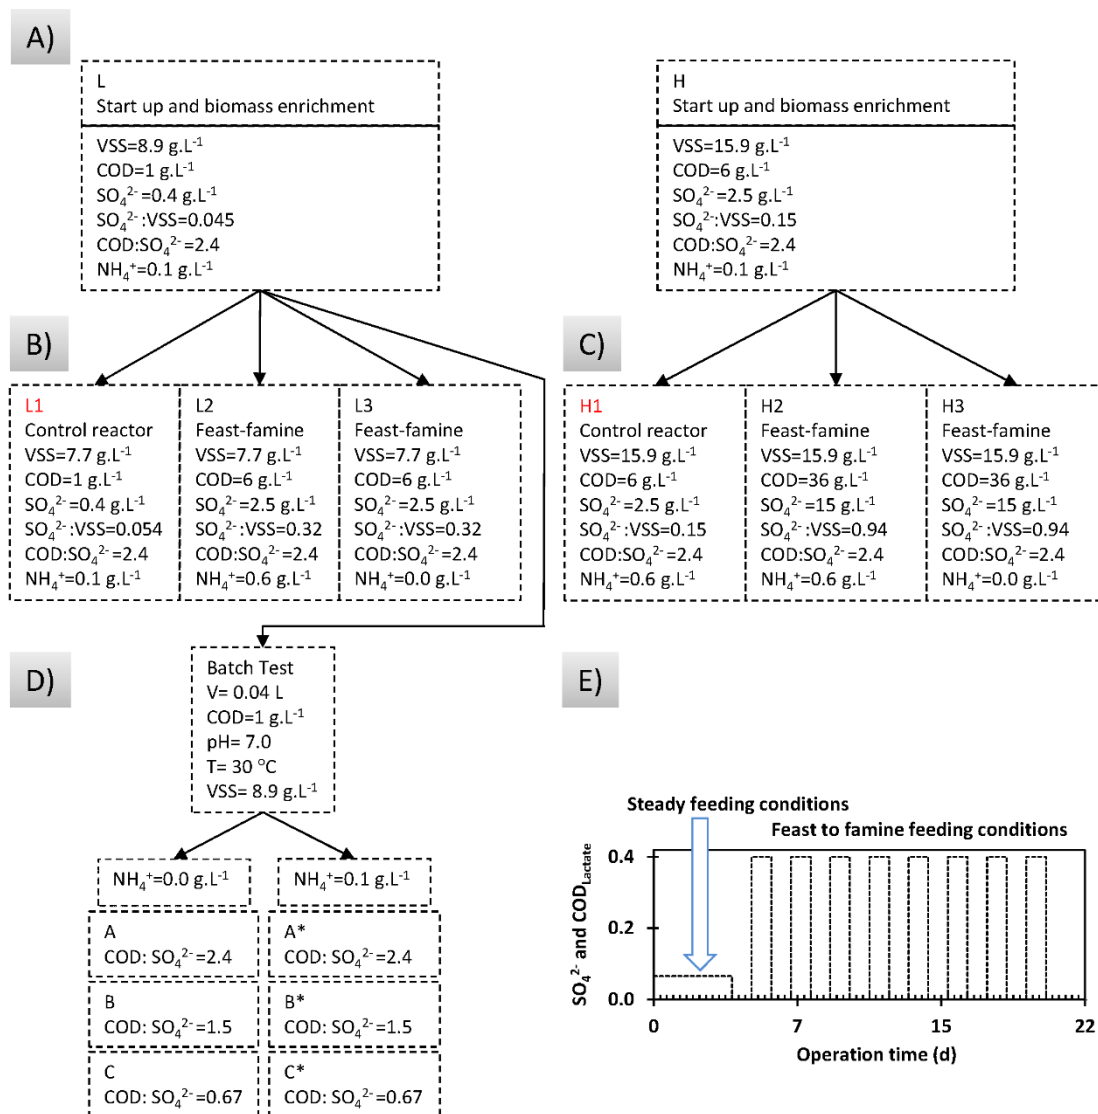 A)
L
Start up and biomass enrichment
VSS=8.9 g.L⁻¹
COD=1 g.L⁻¹
SO₄²⁻=0.4 g.L⁻¹
SO₄²⁻:VSS=0.045
COD:SO₄²⁻=2.4
NH₄⁺=0.1 g.L⁻¹
H
Start up and biomass enrichment
VSS=15.9 g.L⁻¹
COD=6 g.L⁻¹
SO₄²⁻=2.5 g.L⁻¹
SO₄²⁻:VSS=0.15
COD:SO₄²⁻=2.4
NH₄⁺=0.1 g.L⁻¹
B)
L1
Control reactor
VSS=7.7 g.L⁻¹
COD=1 g.L⁻¹
SO₄²⁻=0.4 g.L⁻¹
SO₄²⁻:VSS=0.054
COD:SO₄²⁻=2.4
NH₄⁺=0.1 g.L⁻¹
L2
Feast-famine
VSS=7.7 g.L⁻¹
COD=6 g.L⁻¹
SO₄²⁻=2.5 g.L⁻¹
SO₄²⁻:VSS=0.32
COD:SO₄²⁻=2.4
NH₄⁺=0.6 g.L⁻¹
L3
Feast-famine
VSS=7.7 g.L⁻¹
COD=6 g.L⁻¹
SO₄²⁻=2.5 g.L⁻¹
SO₄²⁻:VSS=0.32
COD:SO₄²⁻=2.4
NH₄⁺=0.0 g.L⁻¹
C)
H1
Control reactor
VSS=15.9 g.L⁻¹
COD=6 g.L⁻¹
SO₄²⁻=2.5 g.L⁻¹
SO₄²⁻:VSS=0.15
COD:SO₄²⁻=2.4
NH₄⁺=0.6 g.L⁻¹
H2
Feast-famine
VSS=15.9 g.L⁻¹
COD=36 g.L⁻¹
SO₄²⁻=15 g.L⁻¹
SO₄²⁻:VSS=0.94
COD:SO₄²⁻=2.4
NH₄⁺=0.6 g.L⁻¹
H3
Feast-famine
VSS=15.9 g.L⁻¹
COD=36 g.L⁻¹
SO₄²⁻=15 g.L⁻¹
SO₄²⁻:VSS=0.94
COD:SO₄²⁻=2.4
NH₄⁺=0.0 g.L⁻¹
D)
Batch Test
V= 0.04 L
COD=1 g.L⁻¹
pH= 7.0
T= 30 °C
VSS= 8.9 g.L⁻¹
NH₄⁺=0.0 g.L⁻¹
A
COD: SO₄²⁻=2.4
B
COD: SO₄²⁻=1.5
C
COD: SO₄²⁻=0.67
NH₄⁺=0.1 g.L⁻¹
A*
COD: SO₄²⁻=2.4
B*
COD: SO₄²⁻=1.5
C*
COD: SO₄²⁻=0.67
E)
Steady feeding conditions
Feast to famine feeding conditions
SO₄²⁻ and COD_Lactate
0.4
0.2
0.0
0 7 15 22
Operation time (d)